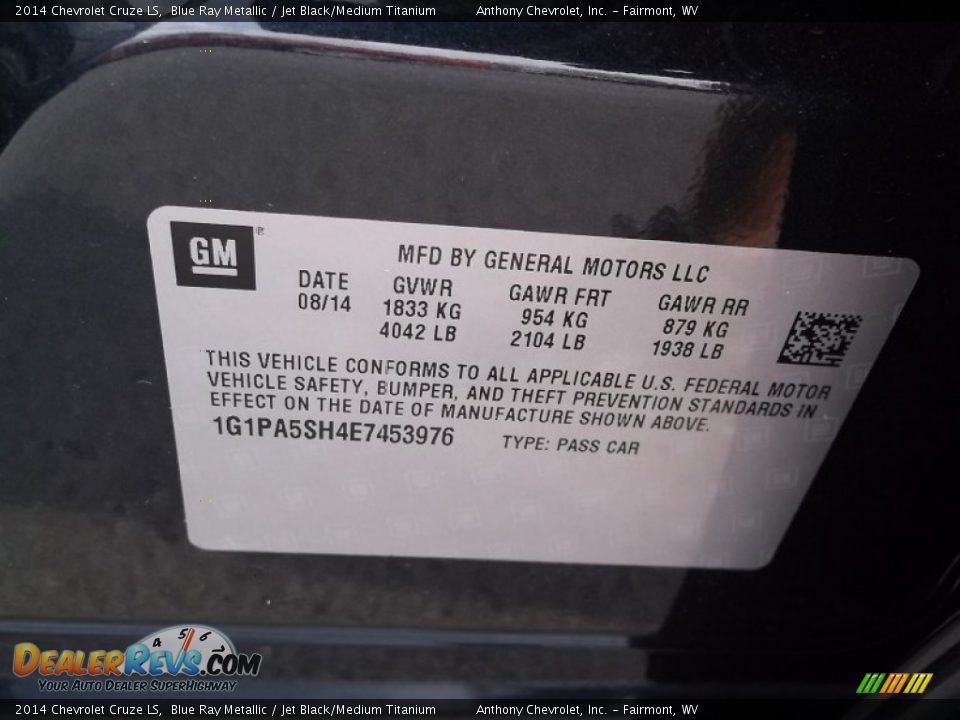 2014 Chevrolet Cruze LS, Blue Ray Metallic / Jet Black/Medium Titanium Anthony Chevrolet, Inc. - Fairmont, WV
GM ®
MFD BY GENERAL MOTORS LLC
DATE GVWR GAWR FRT GAWR RR
08/14 1833 KG 954 KG 879 KG
4042 LB 2104 LB 1938 LB
THIS VEHICLE CONFORMS TO ALL APPLICABLE U.S. FEDERAL MOTOR
VEHICLE SAFETY, BUMPER, AND THEFT PREVENTION STANDARDS IN
EFFECT ON THE DATE OF MANUFACTURE SHOWN ABOVE.
1G1PA5SH4E7453976 TYPE: PASS CAR
4 5 6
DEALERREVS.COM
YOUR AUTO DEALER SUPERHIGHWAY
2014 Chevrolet Cruze LS, Blue Ray Metallic / Jet Black/Medium Titanium Anthony Chevrolet, Inc. - Fairmont, WV